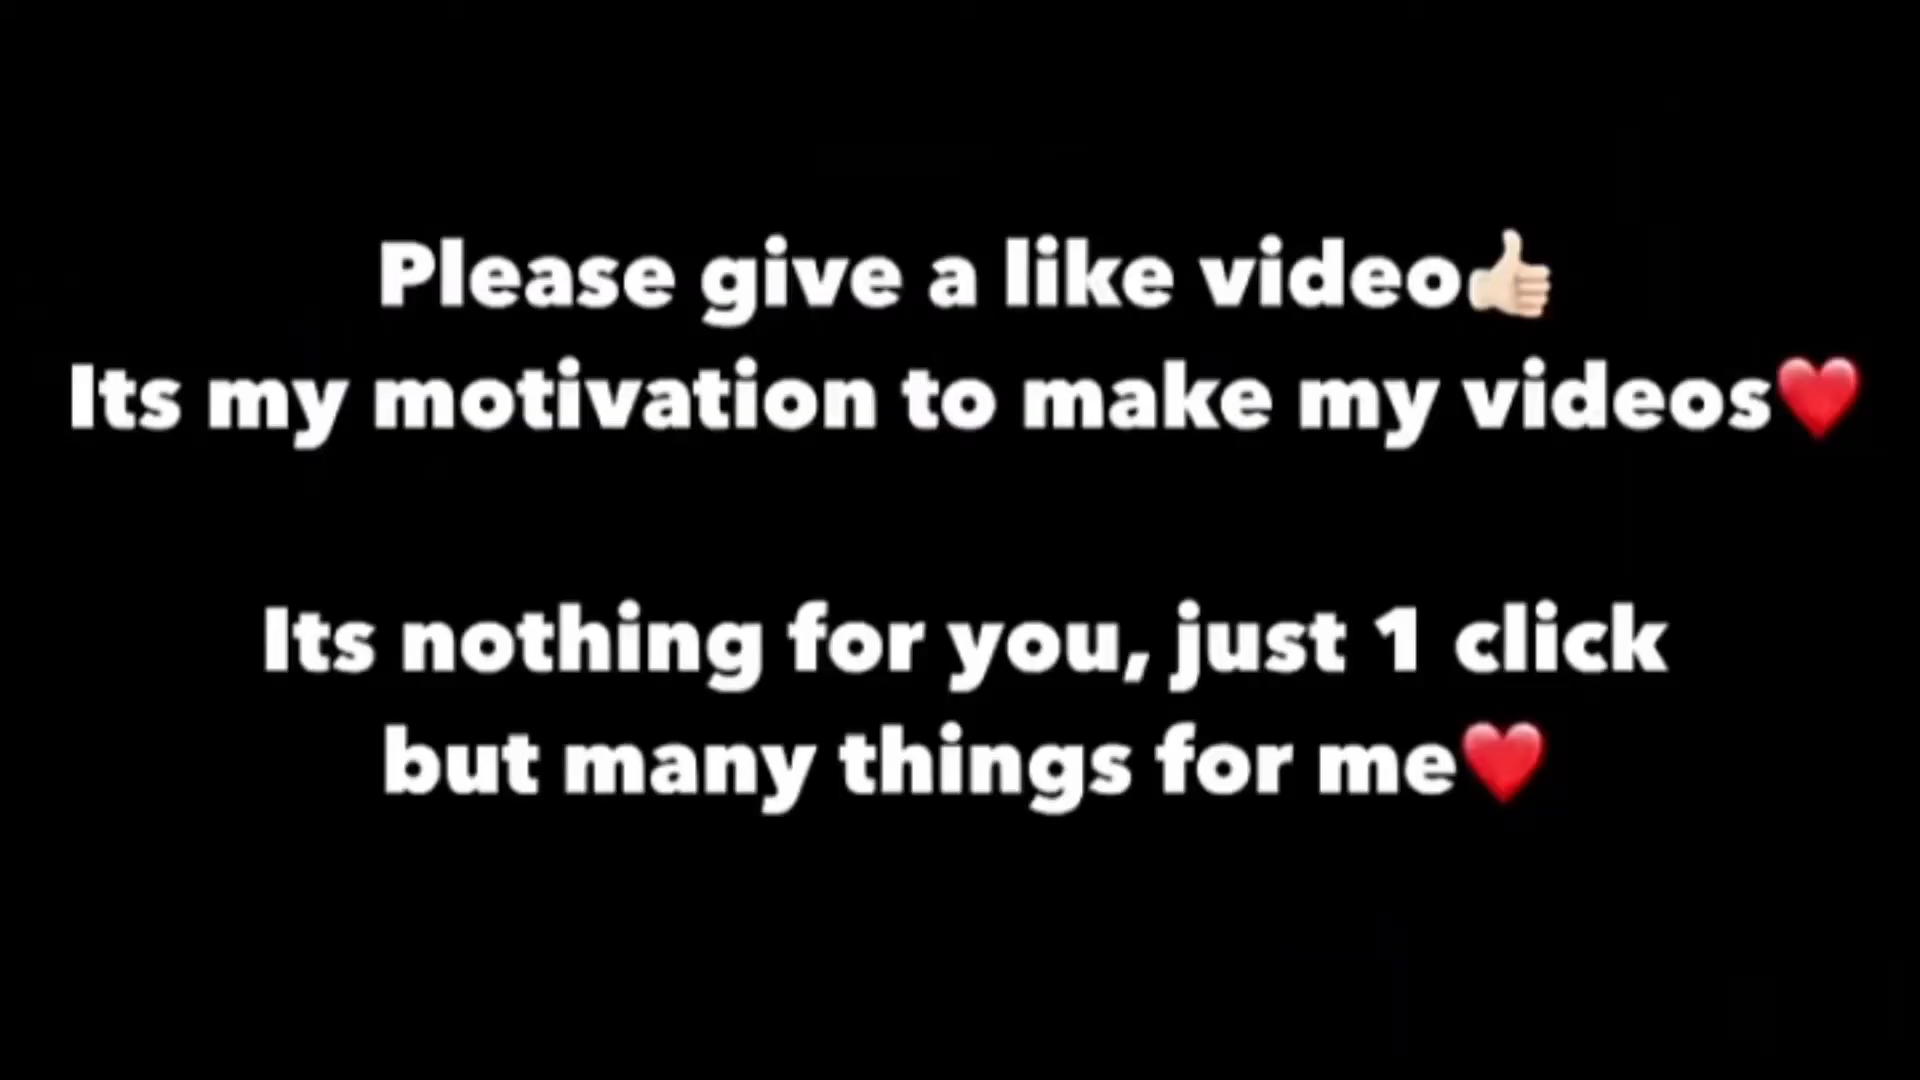 Please give a like video👍🏻
Its my motivation to make my videos❤️
Its nothing for you, just 1 click
but many things for me❤️